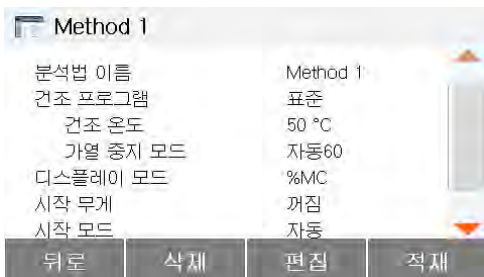 Method 1
분석법 이름 Method 1
건조 프로그램 표준
건조 온도 50 °C
가열 중지 모드 자동60
디스플레이 모드 %MC
시작 무게 꺼짐
시작 모드 자동
뒤로 삭제 편집 적재